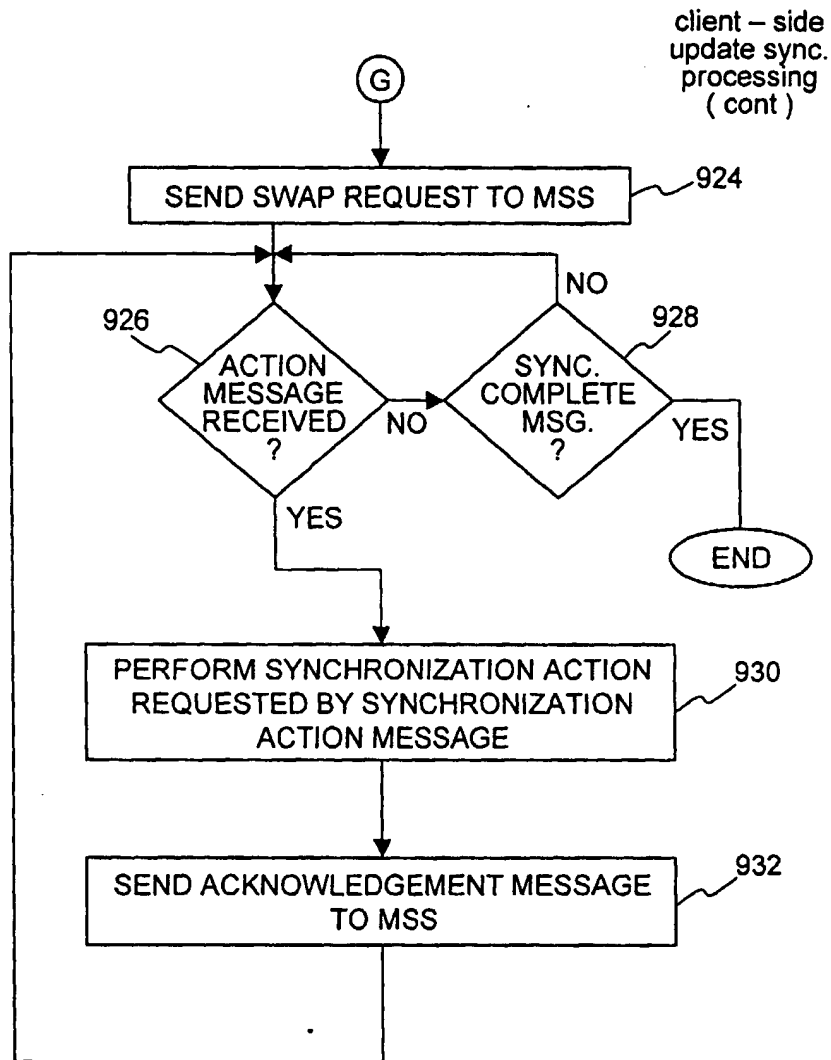 client – side
update sync.
processing
( cont )
G
SEND SWAP REQUEST TO MSS
924
NO
926
928
ACTION
MESSAGE
RECEIVED
?
NO
SYNC.
COMPLETE
MSG.
?
YES
YES
END
PERFORM SYNCHRONIZATION ACTION
REQUESTED BY SYNCHRONIZATION
ACTION MESSAGE
930
SEND ACKNOWLEDGEMENT MESSAGE
TO MSS
932